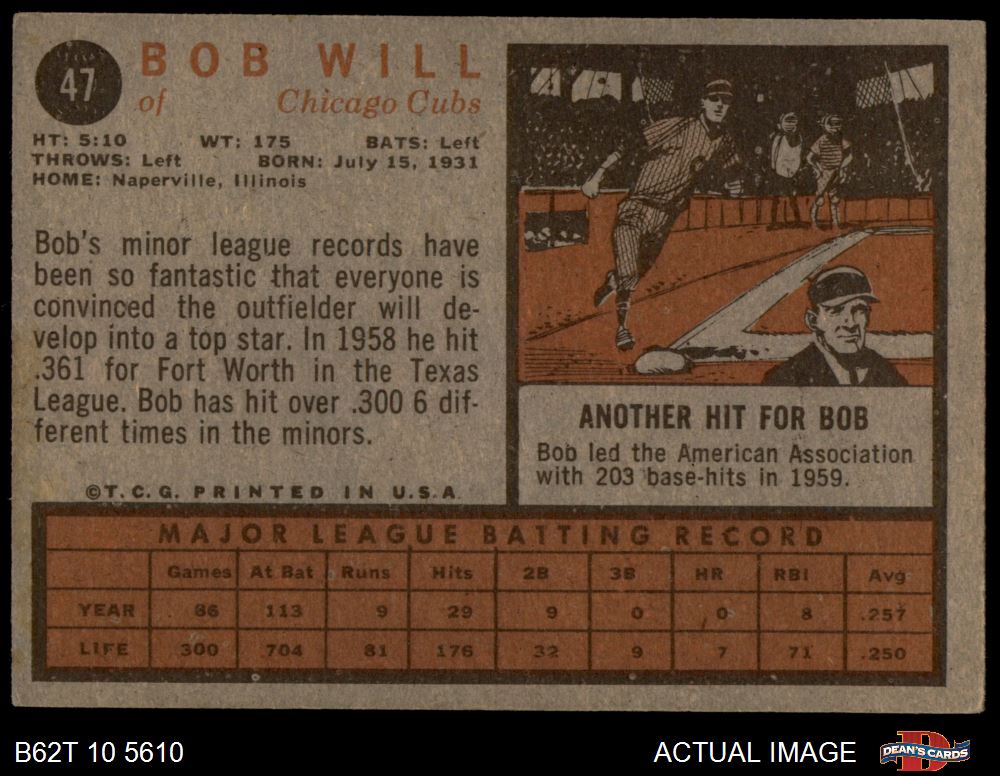 47
BOB WILL
of Chicago Cubs
HT: 5:10 WT: 175 BATS: Left
THROWS: Left BORN: July 15, 1931
HOME: Naperville, Illinois
Bob's minor league records have
been so fantastic that everyone is
convinced the outfielder will de-
velop into a top star. In 1958 he hit
.361 for Fort Worth in the Texas
League. Bob has hit over .300 6 dif-
ferent times in the minors.
©T.C.G. PRINTED IN U.S.A.
ANOTHER HIT FOR BOB
Bob led the American Association
with 203 base-hits in 1959.
MAJOR LEAGUE BATTING RECORD
Games At Bat Runs Hits 2B 3B HR RBI Avg
YEAR 86 113 9 29 9 0 0 8 .257
LIFE 300 704 81 176 32 9 7 71 .250
B62T 10 5610
ACTUAL IMAGE
DEAN'S CARDS